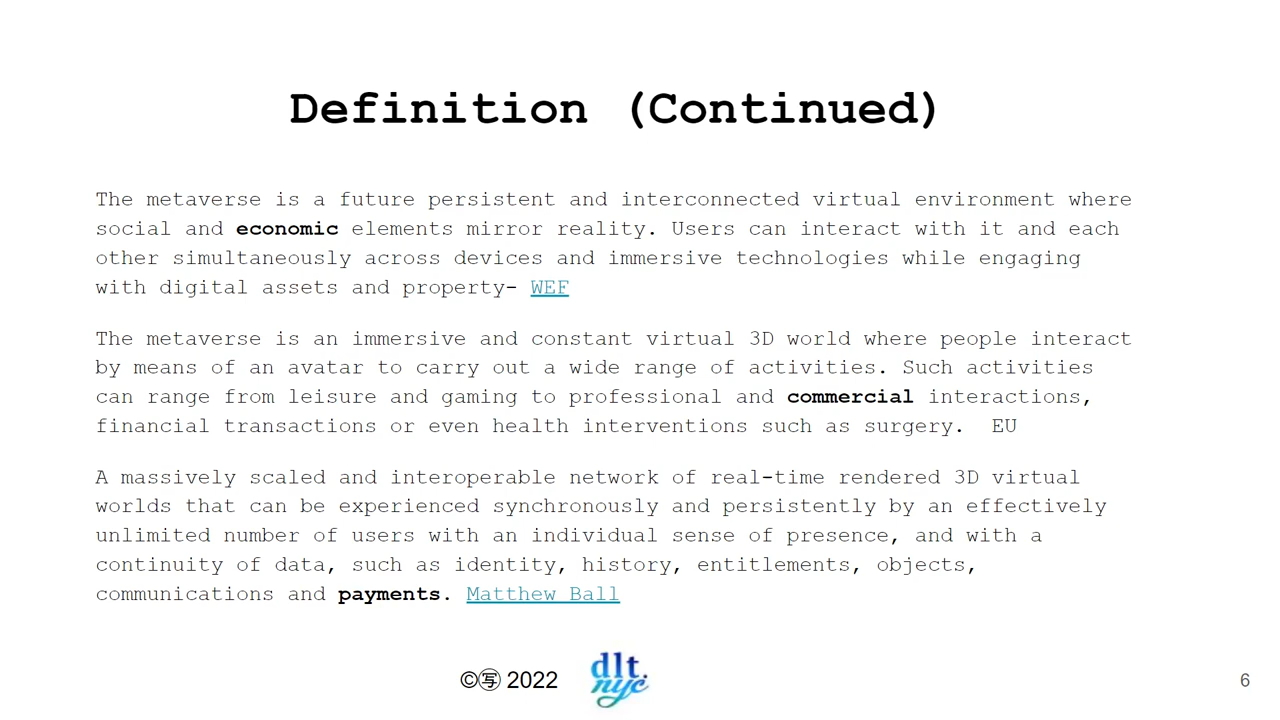 Definition (Continued)
The metaverse is a future persistent and interconnected virtual environment where
social and economic elements mirror reality. Users can interact with it and each
other simultaneously across devices and immersive technologies while engaging
with digital assets and property- WEF
The metaverse is an immersive and constant virtual 3D world where people interact
by means of an avatar to carry out a wide range of activities. Such activities
can range from leisure and gaming to professional and commercial interactions,
financial transactions or even health interventions such as surgery.  EU
A massively scaled and interoperable network of real-time rendered 3D virtual
worlds that can be experienced synchronously and persistently by an effectively
unlimited number of users with an individual sense of presence, and with a
continuity of data, such as identity, history, entitlements, objects,
communications and payments. Matthew Ball
©㊢ 2022
dlt.
nyc
6